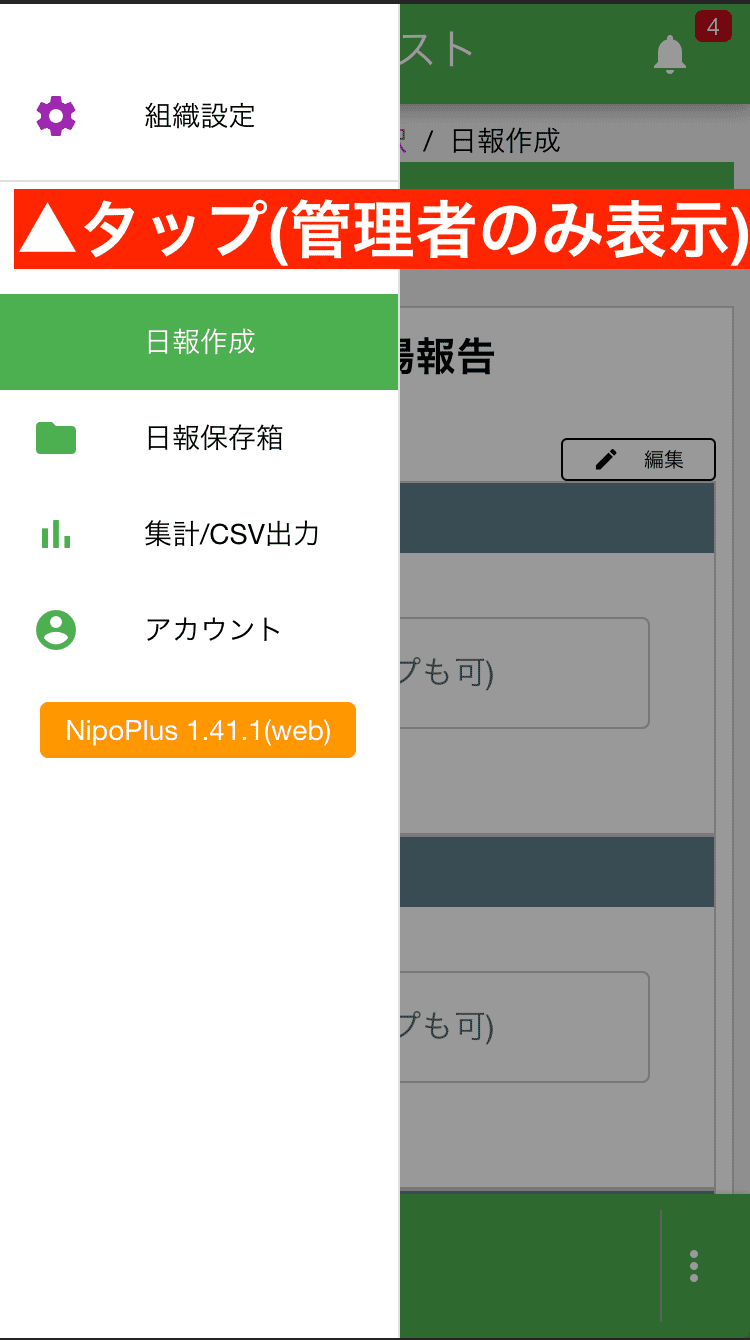 スト
4
組織設定
/ 日報作成
▲タップ(管理者のみ表示)
日報作成
場報告
日報保存箱
編集
集計/CSV出力
アカウント
プも可)
NipoPlus 1.41.1(web)
プも可)